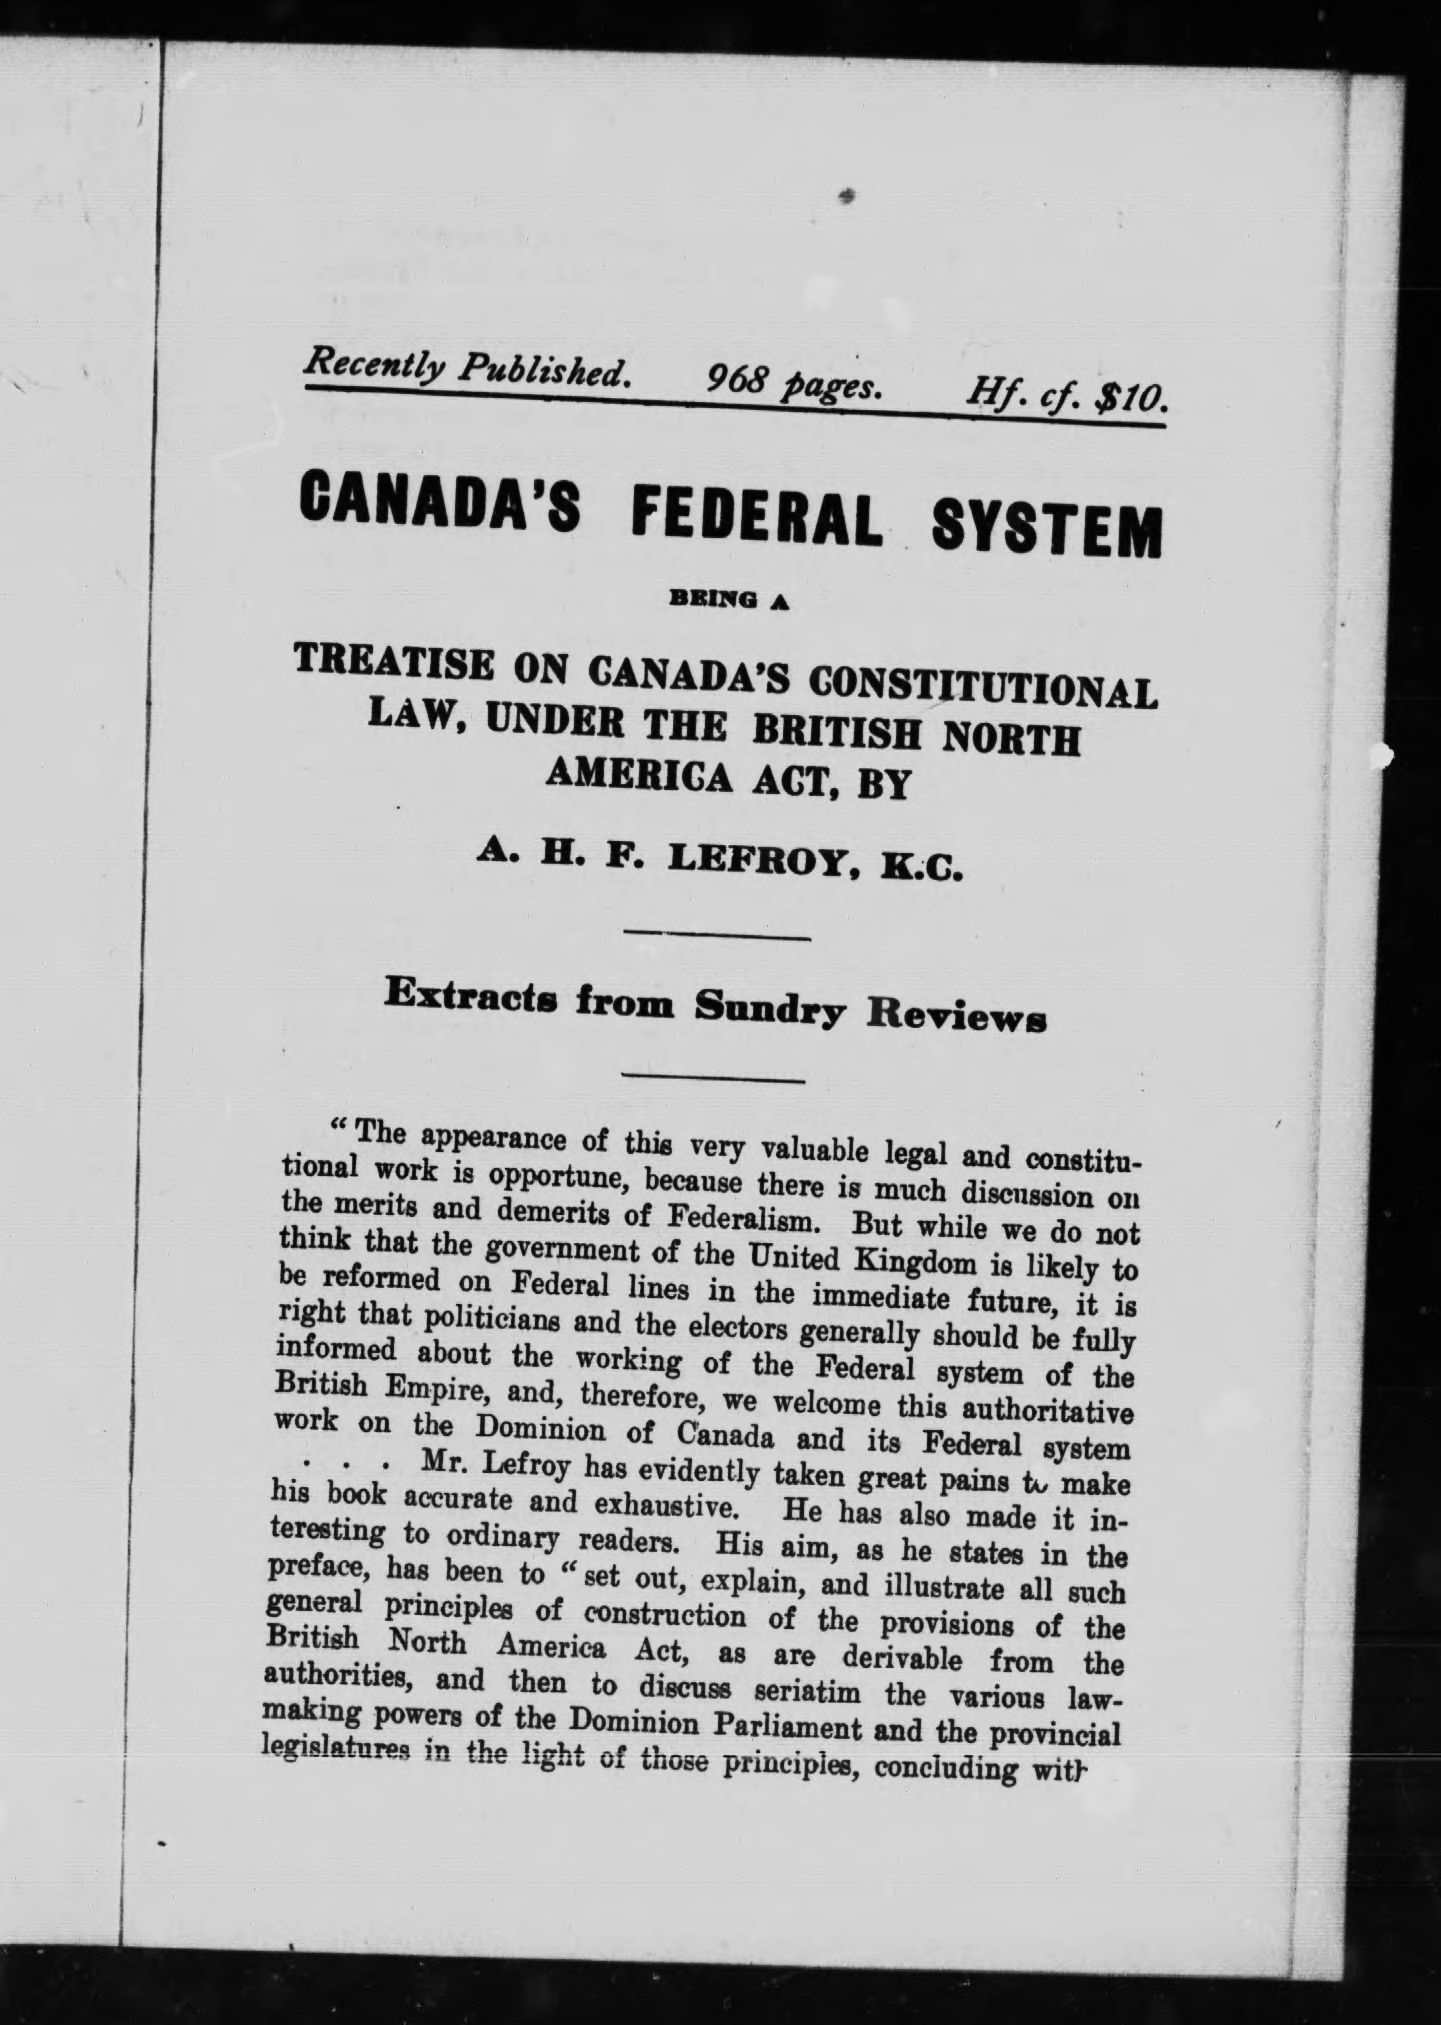 Recently Published. 968 pages. Hf. cf. $10.
CANADA'S FEDERAL SYSTEM
BEING A
TREATISE ON CANADA'S CONSTITUTIONAL
LAW, UNDER THE BRITISH NORTH
AMERICA ACT, BY
A. H. F. LEFROY, K.C.
Extracts from Sundry Reviews
"The appearance of this very valuable legal and constitu-
tional work is opportune, because there is much discussion on
the merits and demerits of Federalism. But while we do not
think that the government of the United Kingdom is likely to
be reformed on Federal lines in the immediate future, it is
right that politicians and the electors generally should be fully
informed about the working of the Federal system of the
British Empire, and, therefore, we welcome this authoritative
work on the Dominion of Canada and its Federal system
. . . Mr. Lefroy has evidently taken great pains to make
his book accurate and exhaustive. He has also made it in-
teresting to ordinary readers. His aim, as he states in the
preface, has been to "set out, explain, and illustrate all such
general principles of construction of the provisions of the
British North America Act, as are derivable from the
authorities, and then to discuss seriatim the various law-
making powers of the Dominion Parliament and the provincial
legislatures in the light of those principles, concluding with